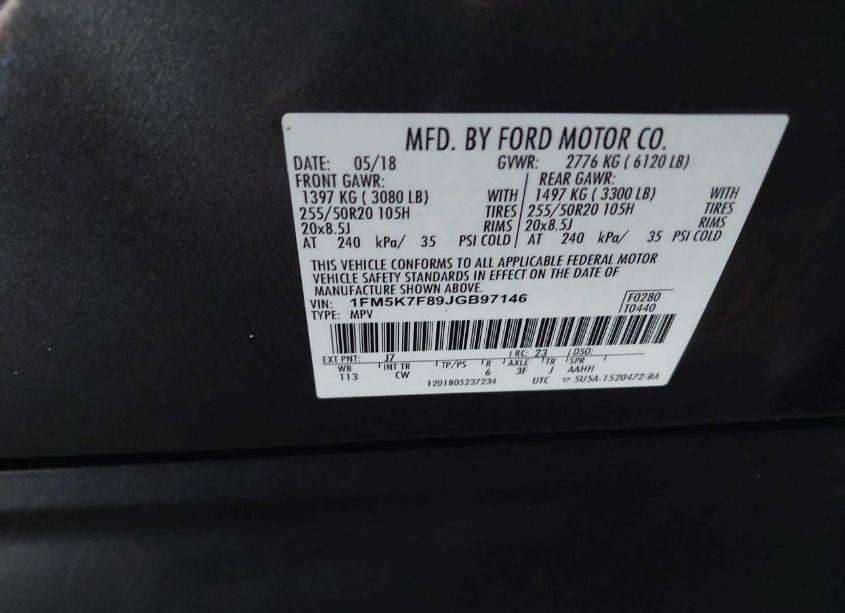 MFD. BY FORD MOTOR CO.
DATE: 05/18 GVWR: 2776 KG ( 6120 LB)
FRONT GAWR: REAR GAWR:
1397 KG ( 3080 LB) WITH 1497 KG ( 3300 LB) WITH
255/50R20 105H TIRES 255/50R20 105H TIRES
20x8.5J RIMS 20x8.5J RIMS
AT 240 kPa/ 35 PSI COLD AT 240 kPa/ 35 PSI COLD
THIS VEHICLE CONFORMS TO ALL APPLICABLE FEDERAL MOTOR
VEHICLE SAFETY STANDARDS IN EFFECT ON THE DATE OF
MANUFACTURE SHOWN ABOVE.
VIN: 1FM5K7F89JGB97146 F0280
TYPE: MPV T0440
EXT PNT: J7 RC: 23 DSO:
WB INT TR TP/PS R AXLE TR SPR
113 CW 6 3F J AAHH
1201805237234 UTC 5U5A-1520472-BA